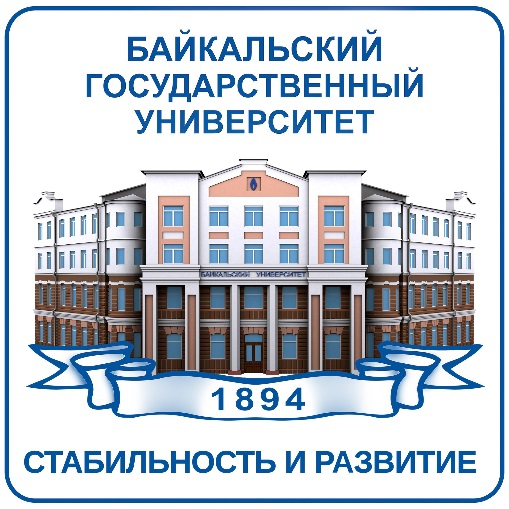 БАЙКАЛЬСКИЙ
ГОСУДАРСТВЕННЫЙ
УНИВЕРСИТЕТ
БАЙКАЛЬСКИЙ УНИВЕРСИТЕТ
1894
СТАБИЛЬНОСТЬ И РАЗВИТИЕ